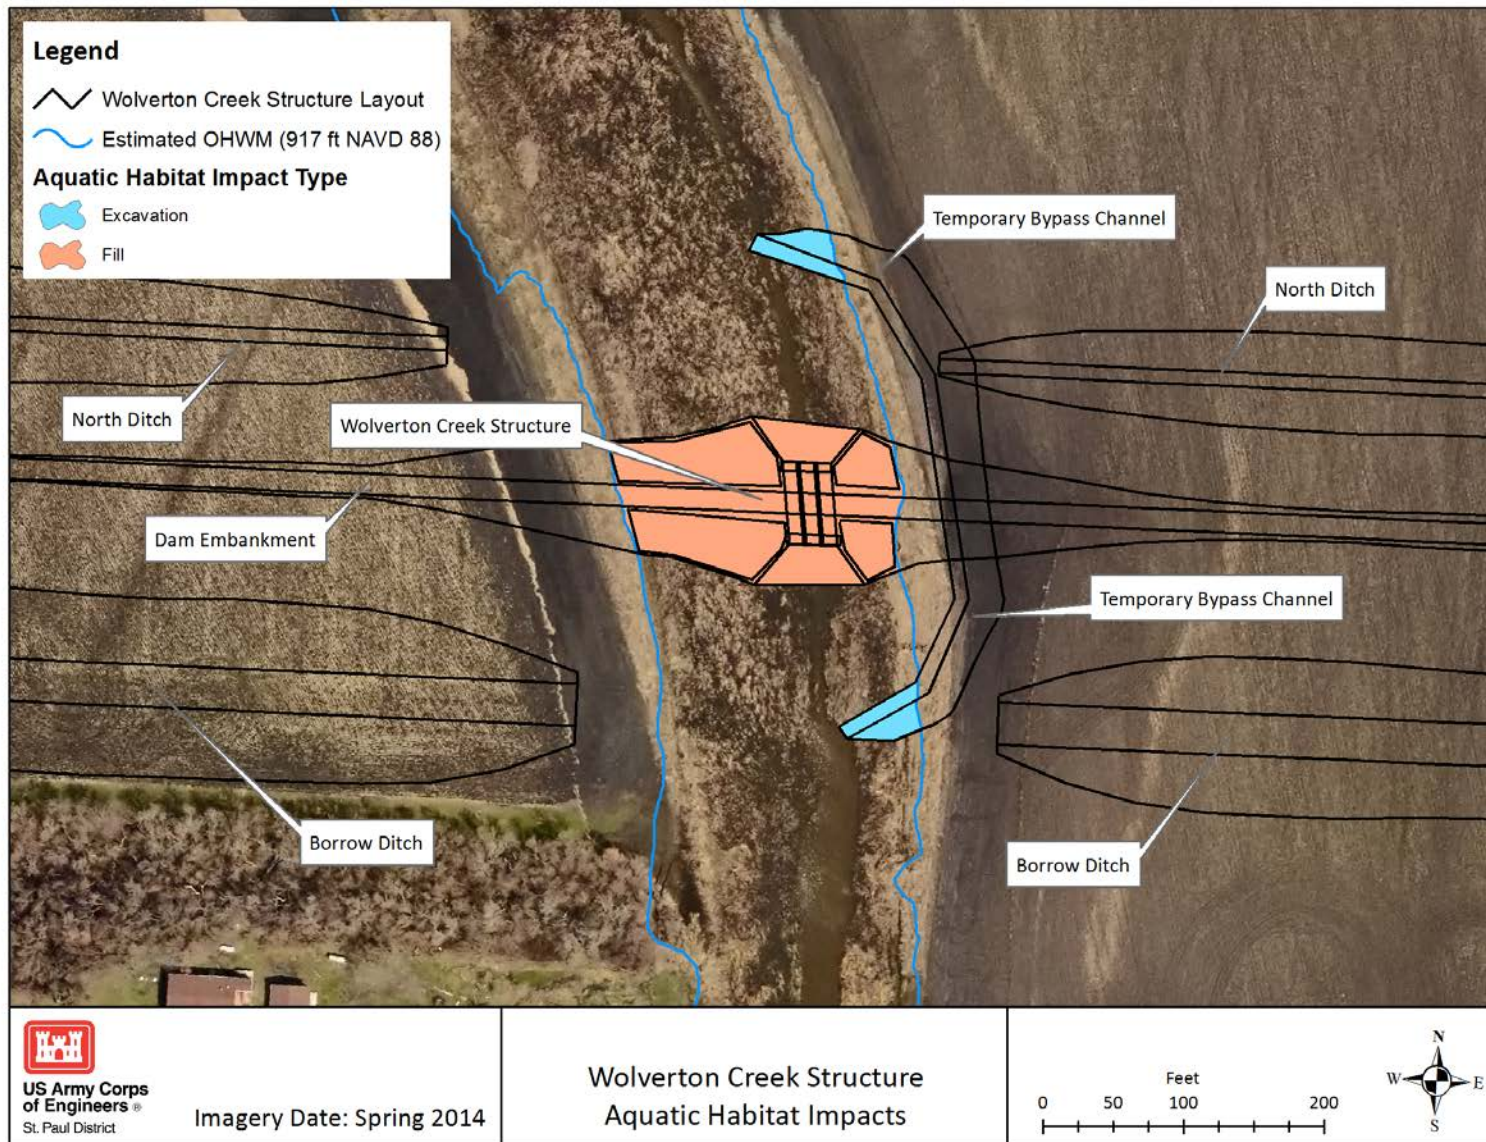 Legend
Wolverton Creek Structure Layout
Estimated OHWM (917 ft NAVD 88)
Aquatic Habitat Impact Type
Excavation
Fill
Temporary Bypass Channel
North Ditch
North Ditch
Wolverton Creek Structure
Dam Embankment
Temporary Bypass Channel
Borrow Ditch
Borrow Ditch
US Army Corps
of Engineers ®
St. Paul District
Imagery Date: Spring 2014
Wolverton Creek Structure
Aquatic Habitat Impacts
Feet
0 50 100 200
N
W E
S